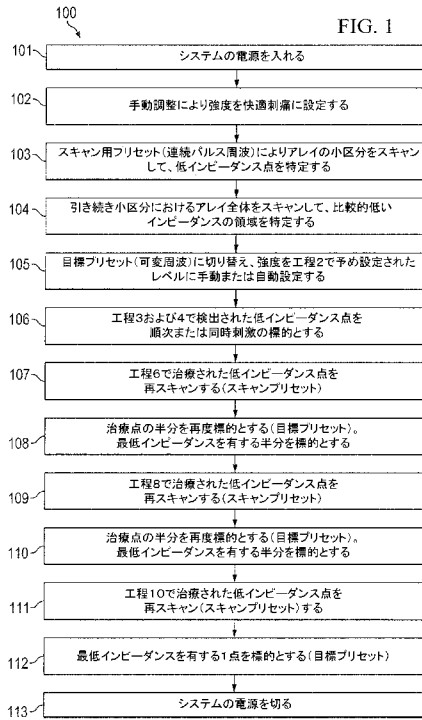 100
FIG. 1
101
システムの電源を入れる
102
手動調整により強度を快適刺痛に設定する
103
スキャン用プリセット(連続パルス周波)によりアレイの小区分をスキャン
して、低インピーダンス点を特定する
104
引き続き小区分におけるアレイ全体をスキャンして、比較的低い
インピーダンスの領域を特定する
105
目標プリセット(可変周波)に切り替え、強度を工程2で予め設定された
レベルに手動または自動設定する
106
工程3および4で検出された低インピーダンス点を
順次または同時刺激の標的とする
107
工程6で治療された低インピーダンス点を
再スキャンする(スキャンプリセット)
108
治療点の半分を再度標的とする(目標プリセット)。
最低インピーダンスを有する半分を標的とする
109
工程8で治療された低インピーダンス点を
再スキャンする(スキャンプリセット)
110
治療点の半分を再度標的とする(目標プリセット)。
最低インピーダンスを有する半分を標的とする
111
工程10で治療された低インピーダンス点を
再スキャン(スキャンプリセット)する
112
最低インピーダンスを有する1点を標的とする(目標プリセット)
113
システムの電源を切る